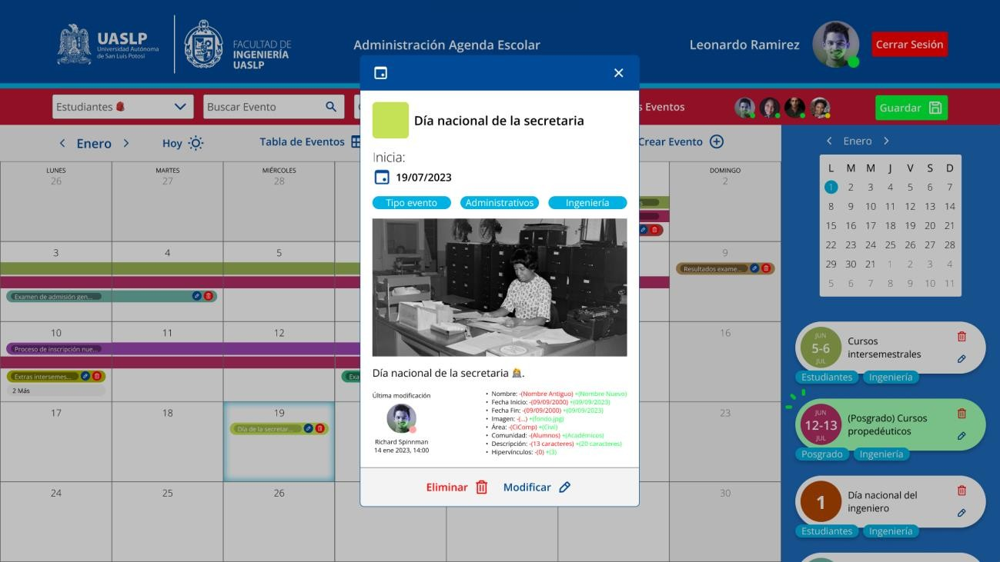 UASLP
Universidad Autónoma
de San Luis Potosí
FACULTAD DE
INGENIERÍA
UASLP
Administración Agenda Escolar
Leonardo Ramirez
Cerrar Sesión
Estudiantes
Buscar Evento
s Eventos
Guardar
Enero
Hoy
Tabla de Eventos
Crear Evento
LUNES MARTES MIÉRCOLES DOMINGO
26 27 28 2
3 4 5 9
Examen de admisión gen...
Resultados exame...
10 11 12 16
Proceso de inscripción nue...
Extras intersemes...
Exa
2 Más
17 18 19 23
Día de la secretar...
24 25 26 30
Día nacional de la secretaria
Inicia:
19/07/2023
Tipo evento Administrativos Ingeniería
Día nacional de la secretaria.
Última modificación
Richard Spinnman
14 ene 2023, 14:00
• Nombre: -(Nombre Antiguo) +(Nombre Nuevo)
• Fecha Inicio: -(09/09/2000) +(09/09/2023)
• Fecha Fin: -(09/09/2000) +(09/09/2023)
• Imagen: -(...) +(fondo.jpg)
• Área: -(CiComp) +(Civil)
• Comunidad: -(Alumnos) +(Académicos)
• Descripción: -(13 caracteres) +(20 caracteres)
• Hipervínculos: -(0) +(3)
Eliminar Modificar
Enero
L M M J V S D
1 2 3 4 5 6 7
8 9 10 11 12 13 14
15 16 17 18 19 20 21
22 23 24 25 26 27 28
29 30 31 1 2 3 4
5 6 7 8 9 10 11
JUN
5-6
JUL
Cursos
intersemestrales
Estudiantes Ingeniería
JUN
12-13
JUL
(Posgrado) Cursos
propedéuticos
Posgrado Ingeniería
1
Día nacional del
ingeniero
Estudiantes Ingeniería